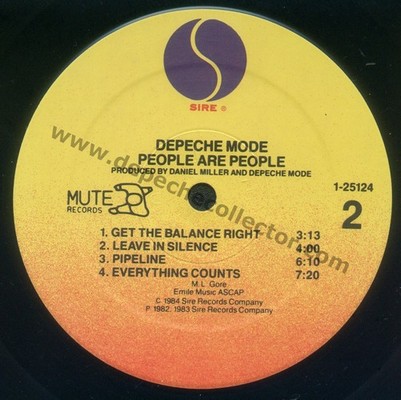 SIRE ®
DEPECHE MODE
PEOPLE ARE PEOPLE
PRODUCED BY DANIEL MILLER AND DEPECHE MODE
MUTE
RECORDS
1-25124
2
1. GET THE BALANCE RIGHT 3:13
2. LEAVE IN SILENCE 4:00
3. PIPELINE 6:10
4. EVERYTHING COUNTS 7:20
M.L. Gore
Emile Music ASCAP
© 1984 Sire Records Company
℗ 1982, 1983 Sire Records Company
www.depechecollector.com